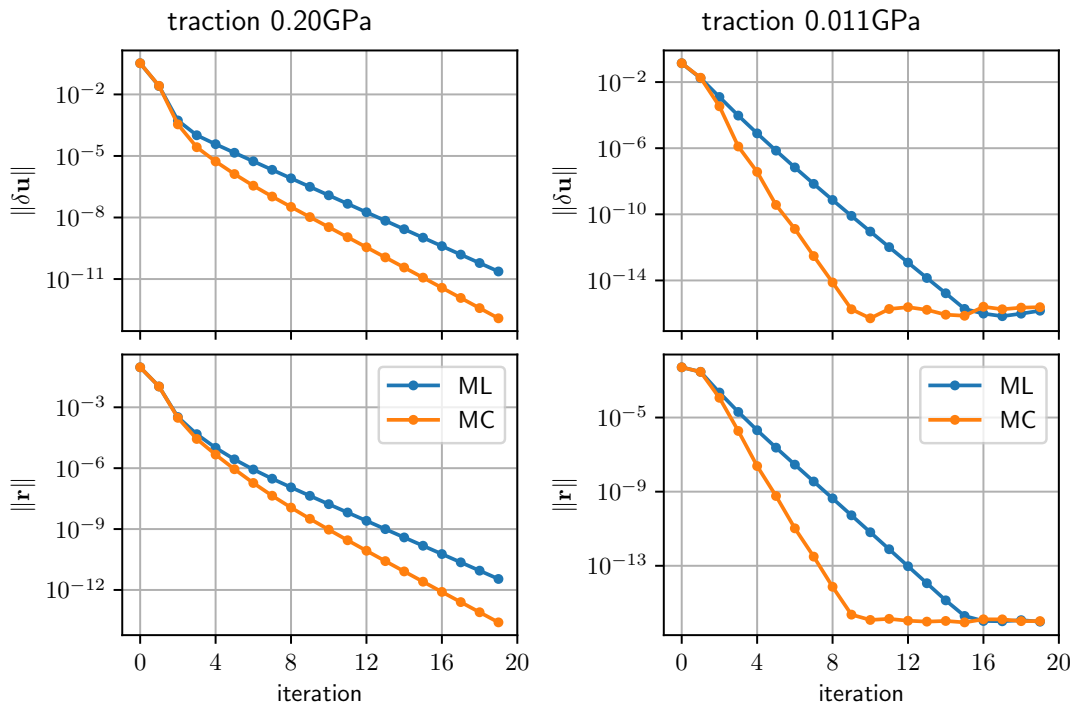 traction 0.20GPa
traction 0.011GPa
10⁻²
10⁻⁵
10⁻⁸
10⁻¹¹
‖δ𝐮‖
10⁻²
10⁻⁶
10⁻¹⁰
10⁻¹⁴
‖δ𝐮‖
10⁻³
10⁻⁶
10⁻⁹
10⁻¹²
‖𝐫‖
ML
MC
0 4 8 12 16 20
iteration
10⁻⁵
10⁻⁹
10⁻¹³
‖𝐫‖
ML
MC
0 4 8 12 16 20
iteration